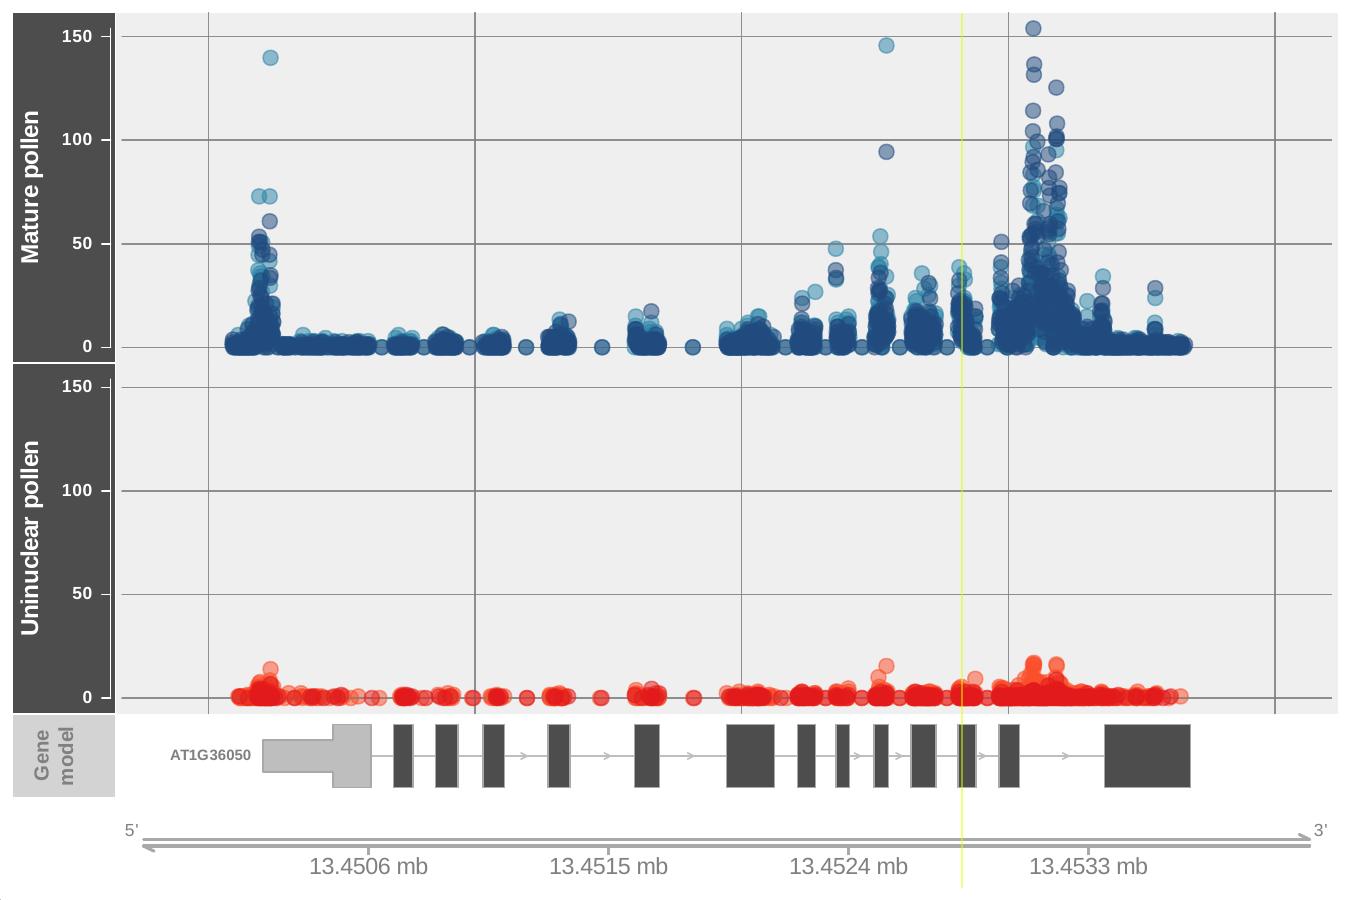 150
100
50
0
Mature pollen
150
100
50
0
Uninuclear pollen
Gene
model
AT1G36050
5'
3'
13.4506 mb
13.4515 mb
13.4524 mb
13.4533 mb